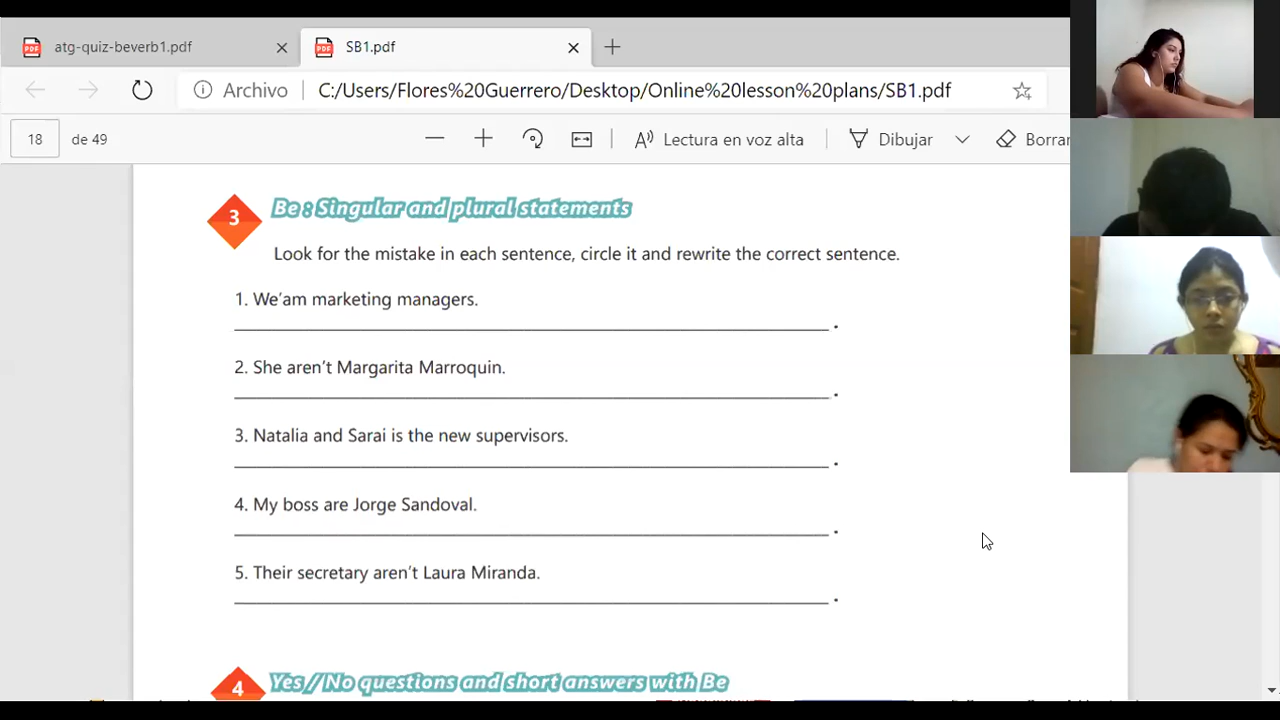 atg-quiz-beverb1.pdf
SB1.pdf
Archivo
C:/Users/Flores%20Guerrero/Desktop/Online%20lesson%20plans/SB1.pdf
18 de 49
Lectura en voz alta
Dibujar
Borrar
3 Be : Singular and plural statements
Look for the mistake in each sentence, circle it and rewrite the correct sentence.
1. We'am marketing managers.
2. She aren't Margarita Marroquin.
3. Natalia and Sarai is the new supervisors.
4. My boss are Jorge Sandoval.
5. Their secretary aren't Laura Miranda.
4 Yes / No questions and short answers with Be